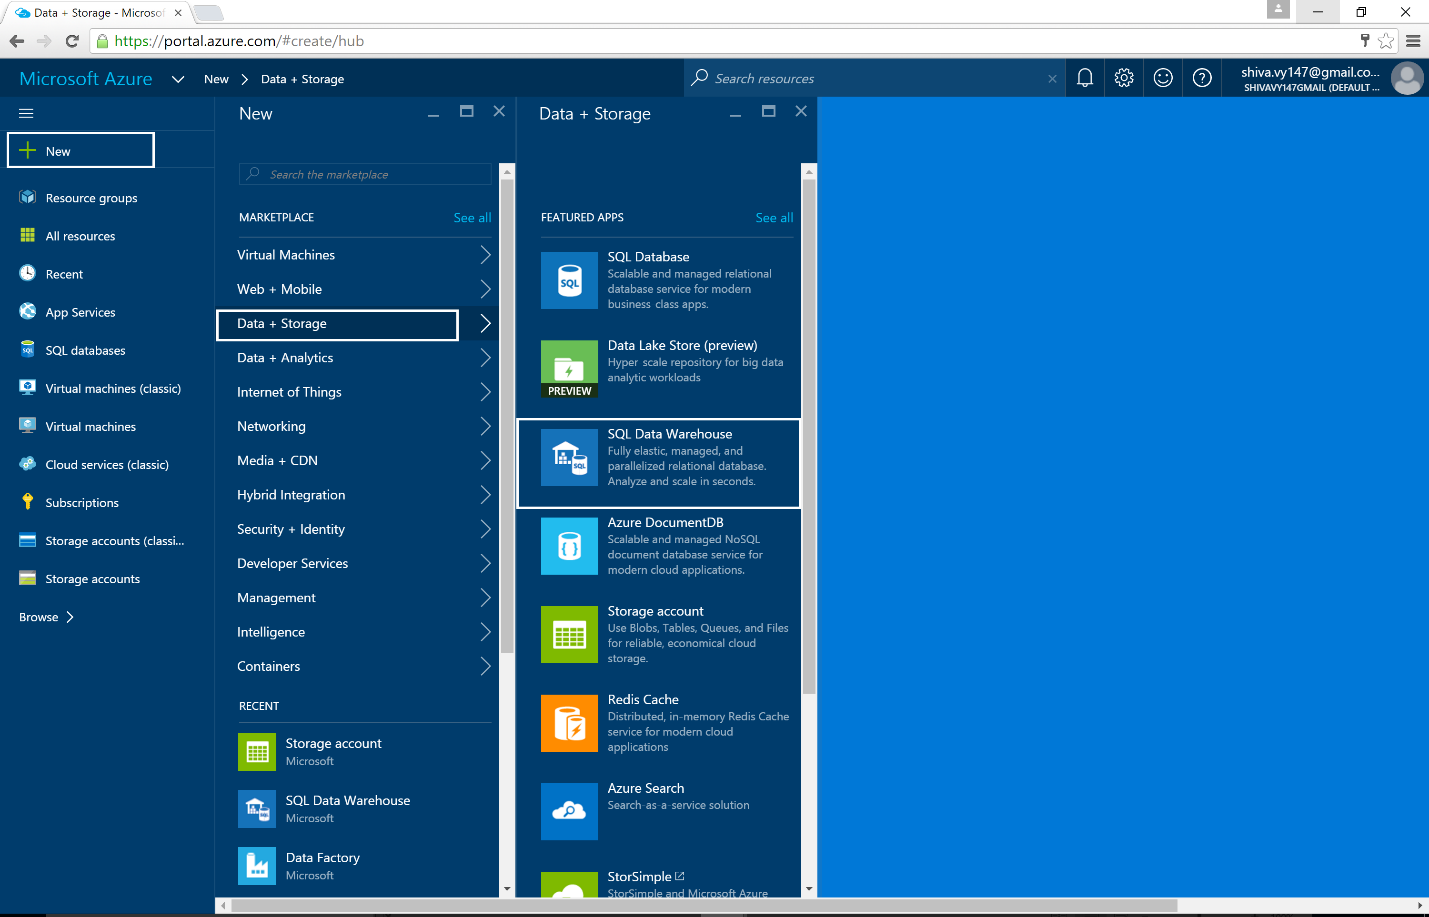 Data + Storage - Microsof
https://portal.azure.com/#create/hub
Microsoft Azure
New > Data + Storage
Search resources
shiva.vy147@gmail.co...
SHIVAVY147GMAIL (DEFAULT ...
New
Resource groups
All resources
Recent
App Services
SQL databases
Virtual machines (classic)
Virtual machines
Cloud services (classic)
Subscriptions
Storage accounts (classi...
Storage accounts
Browse >
New
Search the marketplace
MARKETPLACE
See all
Virtual Machines
Web + Mobile
Data + Storage
Data + Analytics
Internet of Things
Networking
Media + CDN
Hybrid Integration
Security + Identity
Developer Services
Management
Intelligence
Containers
RECENT
Storage account
Microsoft
SQL Data Warehouse
Microsoft
Data Factory
Microsoft
Data + Storage
FEATURED APPS
See all
SQL
SQL Database
Scalable and managed relational
database service for modern
business class apps.
PREVIEW
Data Lake Store (preview)
Hyper scale repository for big data
analytic workloads
SQL
SQL Data Warehouse
Fully elastic, managed, and
parallelized relational database.
Analyze and scale in seconds.
Azure DocumentDB
Scalable and managed NoSQL
document database service for
modern cloud applications.
Storage account
Use Blobs, Tables, Queues, and Files
for reliable, economical cloud
storage.
Redis Cache
Distributed, in-memory Redis Cache
service for modern cloud
applications
Azure Search
Search-as-a-service solution
StorSimple
StorSimple and Microsoft Azure